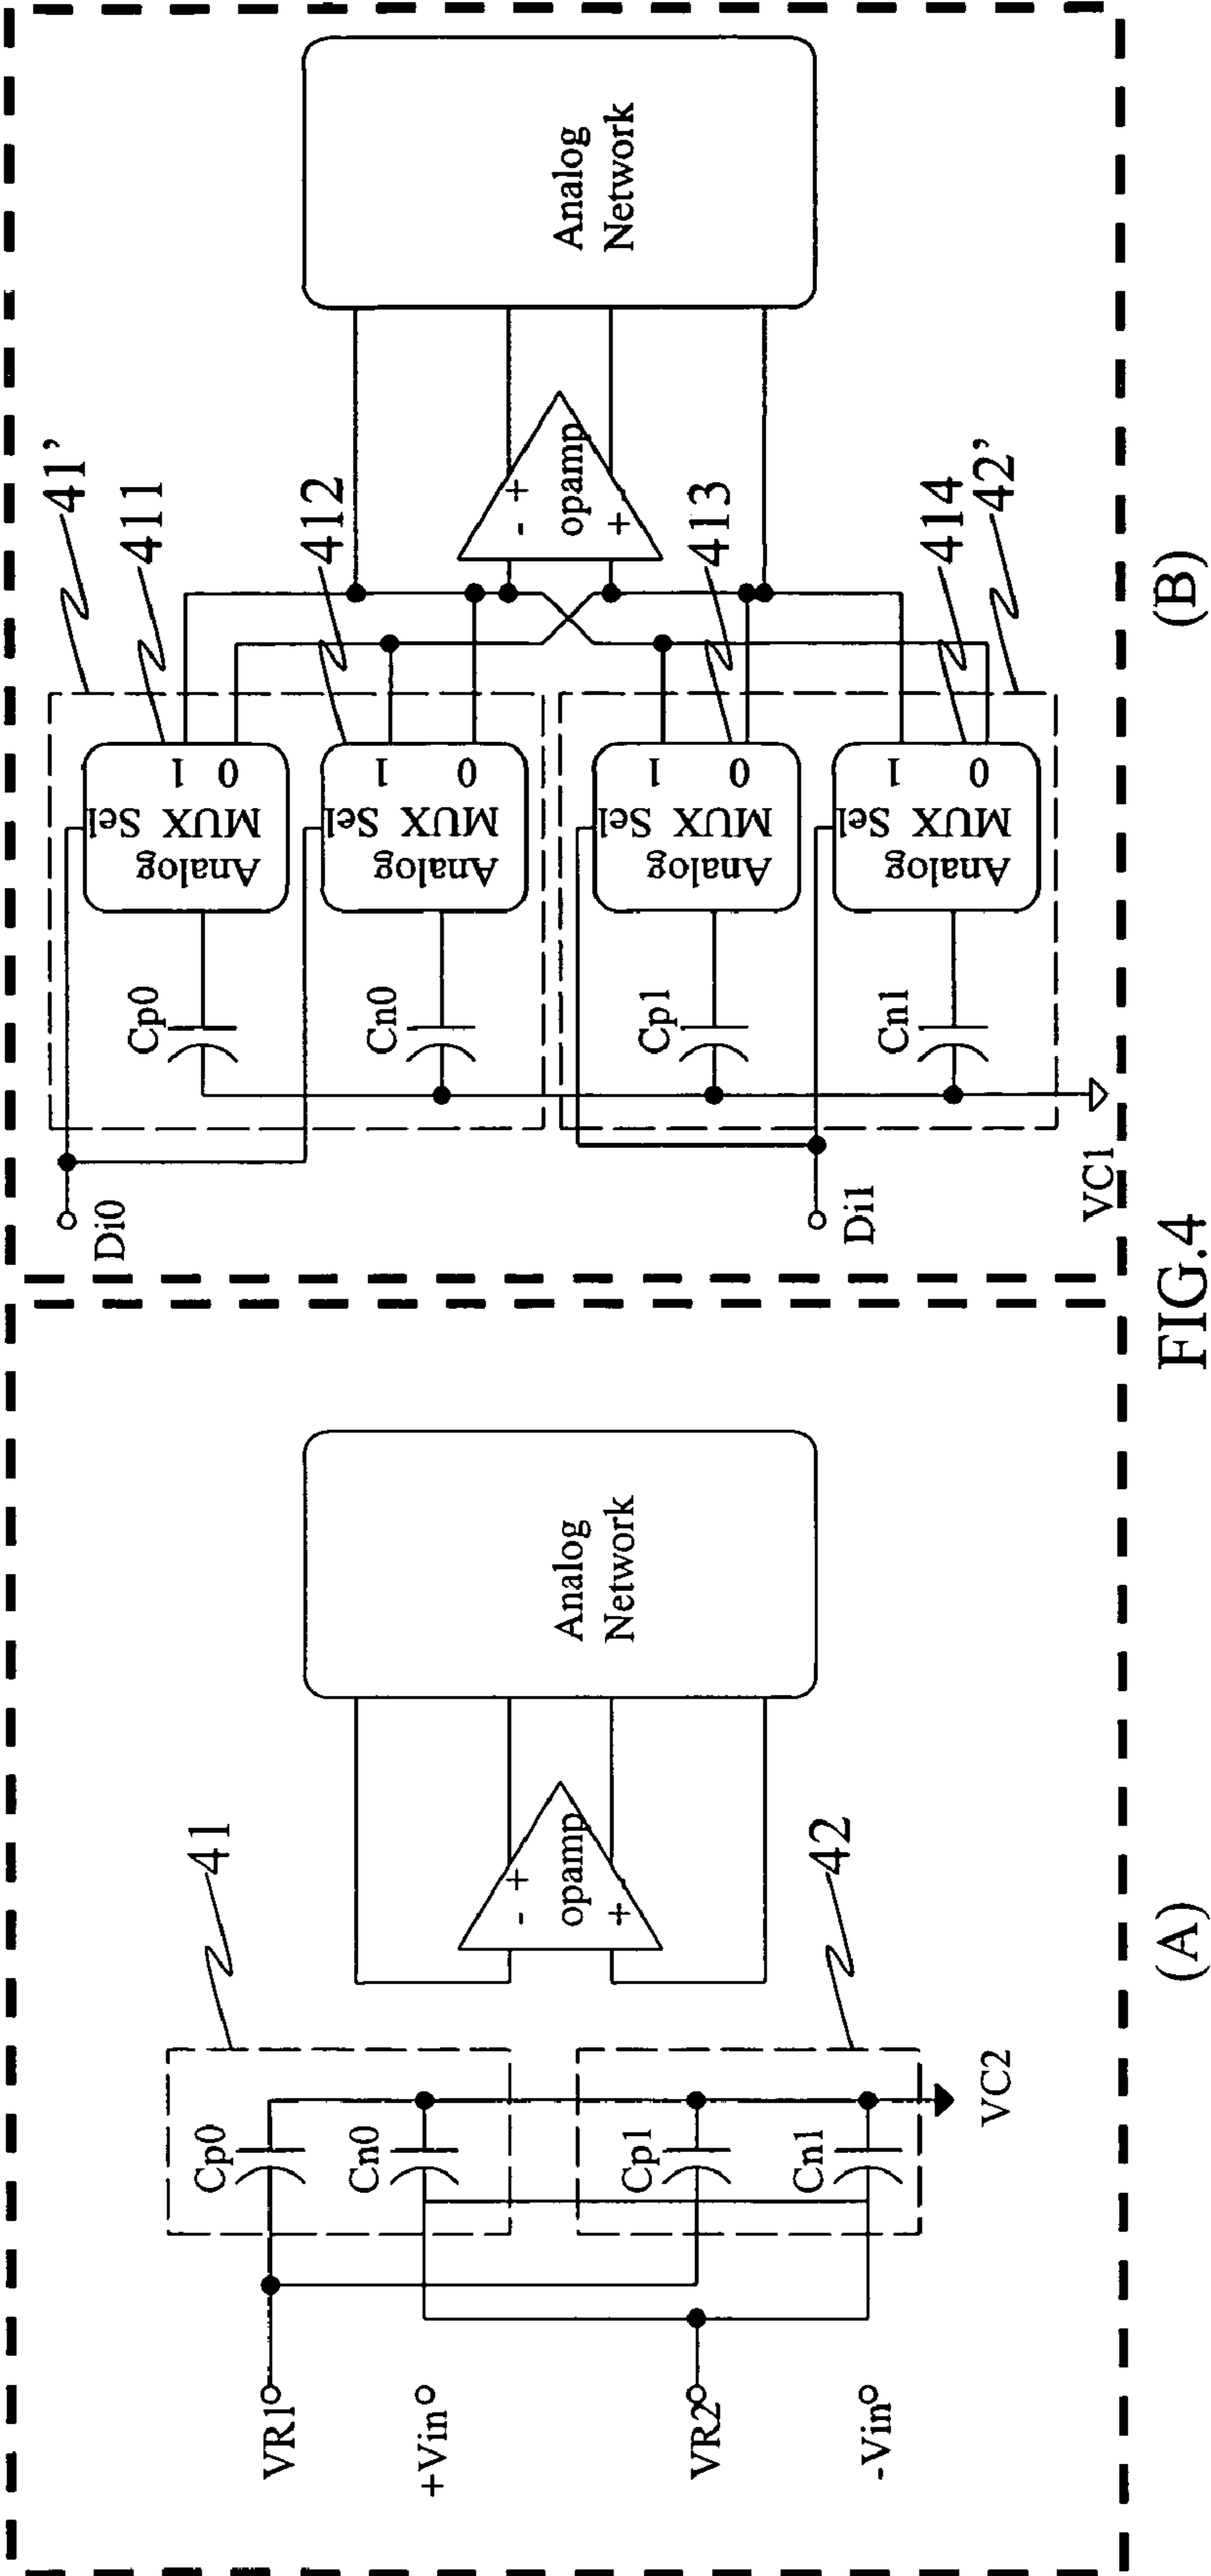 VR1
+Vin
VR2
-Vin
Cp0
Cn0
Cp1
Cn1
41
42
VC2
-
+
opamp
+
Analog
Network
(A)
Di0
Di1
VC1
Cp0
Cn0
Cp1
Cn1
Analog
MUX Sel
1
0
Analog
MUX Sel
1
0
Analog
MUX Sel
1
0
Analog
MUX Sel
1
0
41’
411
412
413
414
42’
-
+
opamp
+
Analog
Network
(B)
FIG.4